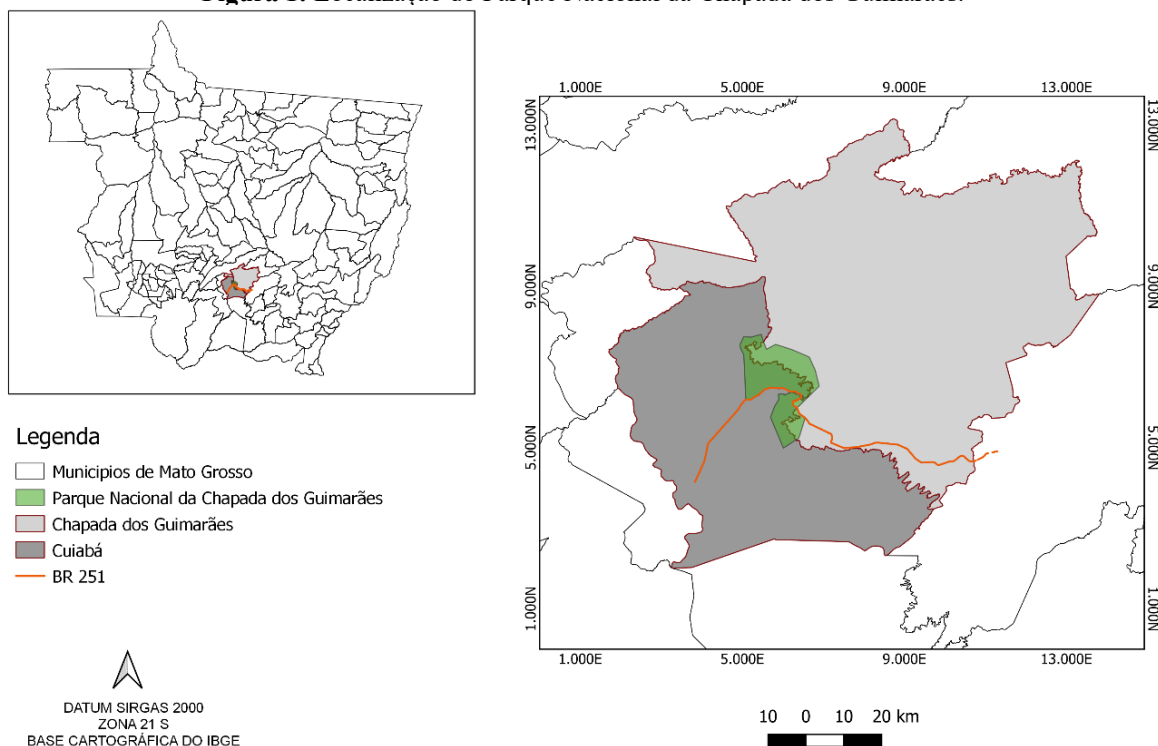 Figura 1. Localização do Parque Nacional da Chapada dos Guimarães.
1.000E 5.000E 9.000E 13.000E
13.000N 13.000N
9.000N 9.000N
5.000N 5.000N
1.000N 1.000N
1.000E 5.000E 9.000E 13.000E
Legenda
Municipios de Mato Grosso
Parque Nacional da Chapada dos Guimarães
Chapada dos Guimarães
Cuiabá
BR 251
DATUM SIRGAS 2000
ZONA 21 S
BASE CARTOGRÁFICA DO IBGE
10 0 10 20 km